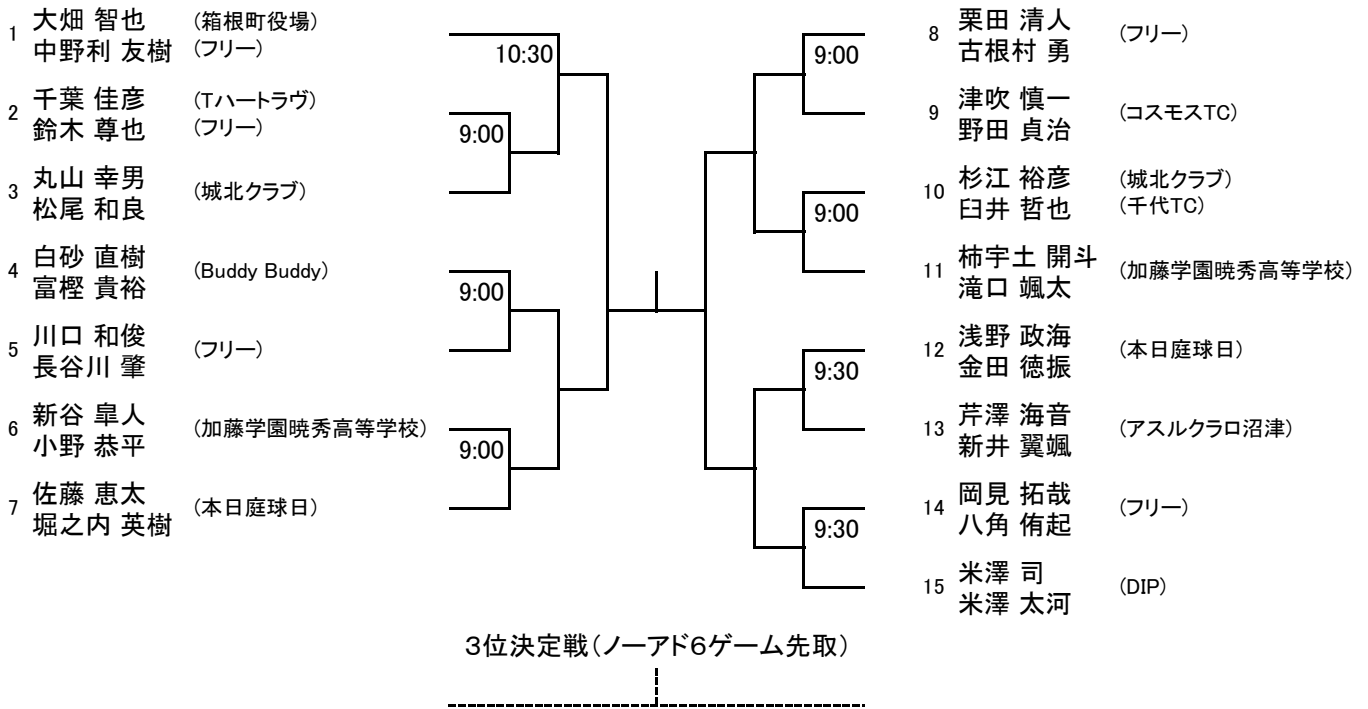 1 大畑 智也 (箱根町役場)
中野利 友樹 (フリー)
10:30
2 千葉 佳彦 (Tハートラヴ)
鈴木 尊也 (フリー)
9:00
3 丸山 幸男 (城北クラブ)
松尾 和良
4 白砂 直樹 (Buddy Buddy)
富樫 貴裕
9:00
5 川口 和俊 (フリー)
長谷川 肇
6 新谷 皐人 (加藤学園暁秀高等学校)
小野 恭平
9:00
7 佐藤 恵太 (本日庭球日)
堀之内 英樹
8 栗田 清人 (フリー)
古根村 勇
9:00
9 津吹 慎一 (コスモスTC)
野田 貞治
10 杉江 裕彦 (城北クラブ)
臼井 哲也 (千代TC)
9:00
11 柿宇土 開斗 (加藤学園暁秀高等学校)
滝口 颯太
12 浅野 政海 (本日庭球日)
金田 徳振
9:30
13 芹澤 海音 (アスルクラロ沼津)
新井 翼颯
14 岡見 拓哉 (フリー)
八角 侑起
9:30
15 米澤 司 (DIP)
米澤 太河
3位決定戦(ノーアド6ゲーム先取)